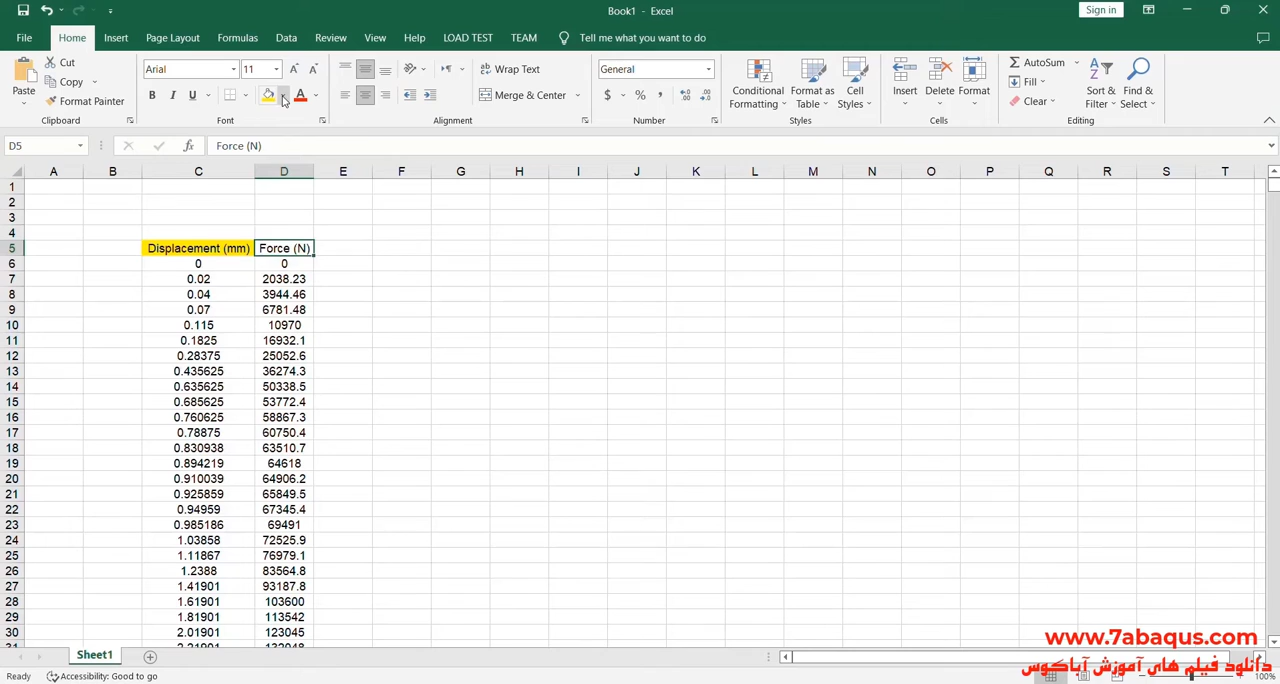 Book1 - Excel
Sign in
File Home Insert Page Layout Formulas Data Review View Help LOAD TEST TEAM Tell me what you want to do
Paste
Cut
Copy
Format Painter
Clipboard
Arial 11
B I U
Font
Wrap Text
Merge & Center
Alignment
General
$ % ,
Number
Conditional Formatting
Format as Table
Cell Styles
Styles
Insert
Delete
Format
Cells
AutoSum
Fill
Clear
Sort & Filter
Find & Select
Editing
D5 fx Force (N)
A B C D E F G H I J K L M N O P Q R S T
1
2
3
4
5 Displacement (mm) Force (N)
6 0 0
7 0.02 2038.23
8 0.04 3944.46
9 0.07 6781.48
10 0.115 10970
11 0.1825 16932.1
12 0.28375 25052.6
13 0.435625 36274.3
14 0.635625 50338.5
15 0.685625 53772.4
16 0.760625 58867.3
17 0.78875 60750.4
18 0.830938 63510.7
19 0.894219 64618
20 0.910039 64906.2
21 0.925859 65849.5
22 0.94959 67345.4
23 0.985186 69491
24 1.03858 72525.9
25 1.11867 76979.1
26 1.2388 83564.8
27 1.41901 93187.8
28 1.61901 103600
29 1.81901 113542
30 2.01901 123045
31 2.21901 132048
www.7abaqus.com
دانلود فیلم های آموزش آباکوس
Sheet1
Ready Accessibility: Good to go 100%